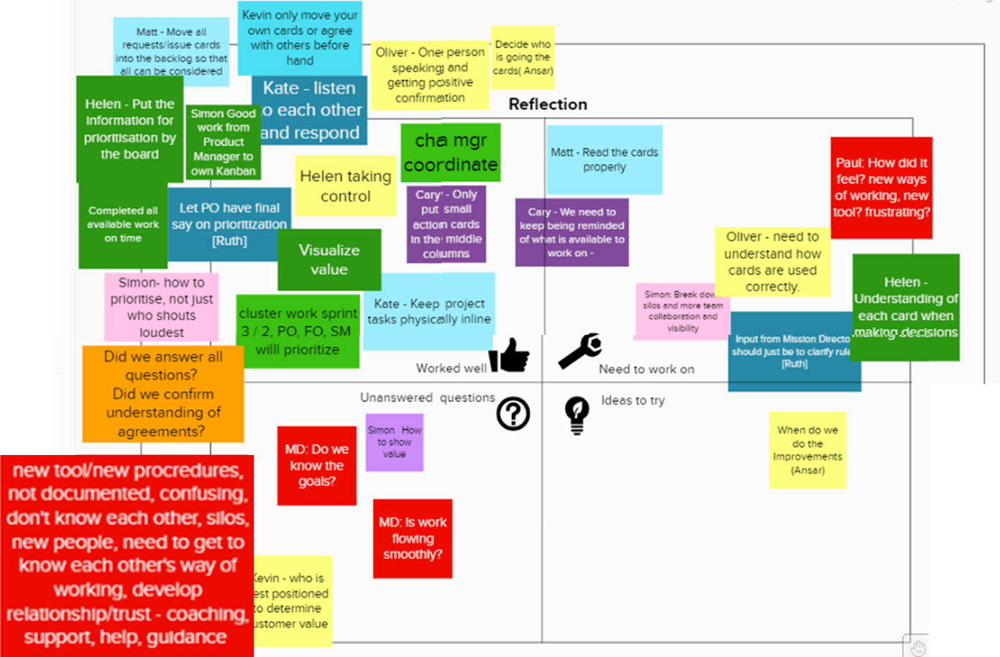 Matt - Move all
requests/issue cards
into the backlog so that
all can be considered
Kevin only move your
own cards or agree
with others before
hand
Oliver - One person
speaking and
getting positive
confirmation
Decide who
is going the
cards( Ansar)
Helen - Put the
information for
prioritisation by
the board
Simon Good
work from
Product
Manager to
own Kanban
Kate - listen
to each other
and respond
Reflection
cha mgr
coordinate
Helen taking
control
Matt - Read the cards
properly
Paul: How did it
feel? new ways
of working, new
tool? frustrating?
Completed all
available work
on time
Let PO have final
say on prioritization
[Ruth]
Cary - Only
put small
action cards
in the middle
columns
Cary - We need to
keep being reminded
of what is available to
work on -
Visualize
value
Oliver - need to
understand how
cards are used
correctly.
Simon- how to
prioritise, not just
who shouts
loudest
cluster work sprint
3 / 2, PO, FO, SM
willl prioritize
Kate - Keep project
tasks physically inline
Simon: Break down
silos and more team
collaboration and
visibility
Helen -
Understanding of
each card when
making decisions
Input from Mission Directo
should just be to clarify rule
[Ruth]
Worked well
Need to work on
Did we answer all
questions?
Did we confirm
understanding of
agreements?
Unanswered questions
Ideas to try
MD: Do we
know the
goals?
Simon How
to show
value
When do we
do the
Improvements
(Ansar)
new tool/new procredures,
not documented, confusing,
don't know each other, silos,
new people, need to get to
know each other's way of
working, develop
relationship/trust - coaching,
support, help, guidance
MD: Is work
flowing
smoothly?
Kevin - who is
est positioned
to determine
ustomer value